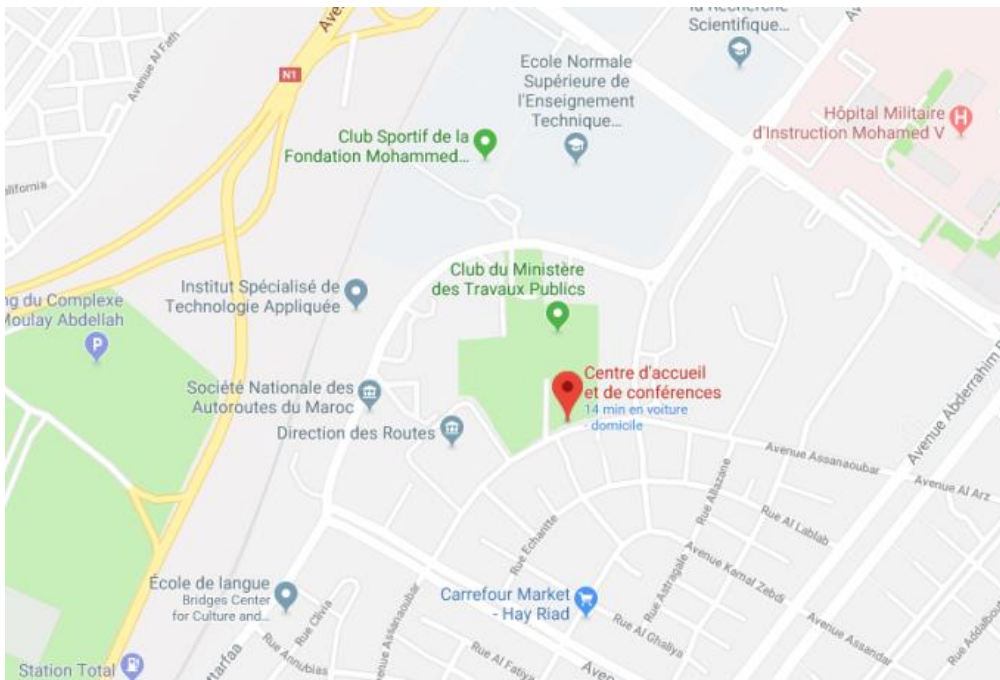 la Recherche
Scientifique...
Ecole Normale
Supérieure de
l'Enseignement
Technique...
Hôpital Militaire
d'Instruction Mohamed V
Avenue Al Fath
N1
Club Sportif de la
Fondation Mohammed...
Club du Ministère
des Travaux Publics
Institut Spécialisé de
Technologie Appliquée
ng du Complexe
Moulay Abdellah
Centre d'accueil
et de conférences
14 min en voiture
- domicile
Société Nationale des
Autoroutes du Maroc
Direction des Routes
Avenue Abderrahim
Avenue Assanaoubar
Avenue Al Arz
Rue Allazane
Rue Al Lablab
Rue Echaritte
Avenue Kamal Zebdi
Rue Astragale
École de langue
Bridges Center
for Culture and...
Rue Clivia
Avenue Assanaoubar
Carrefour Market
- Hay Riad
Rue Al Ghaliya
Avenue Assandar
Rue Annubias
Rue Al Fatiya
Station Total